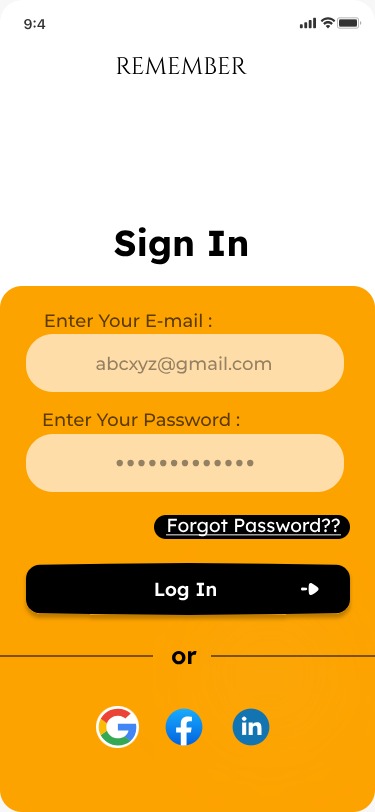 9:4
REMEMBER
Sign In
Enter Your E-mail :
abcxyz@gmail.com
Enter Your Password :
Forgot Password??
Log In
or
in